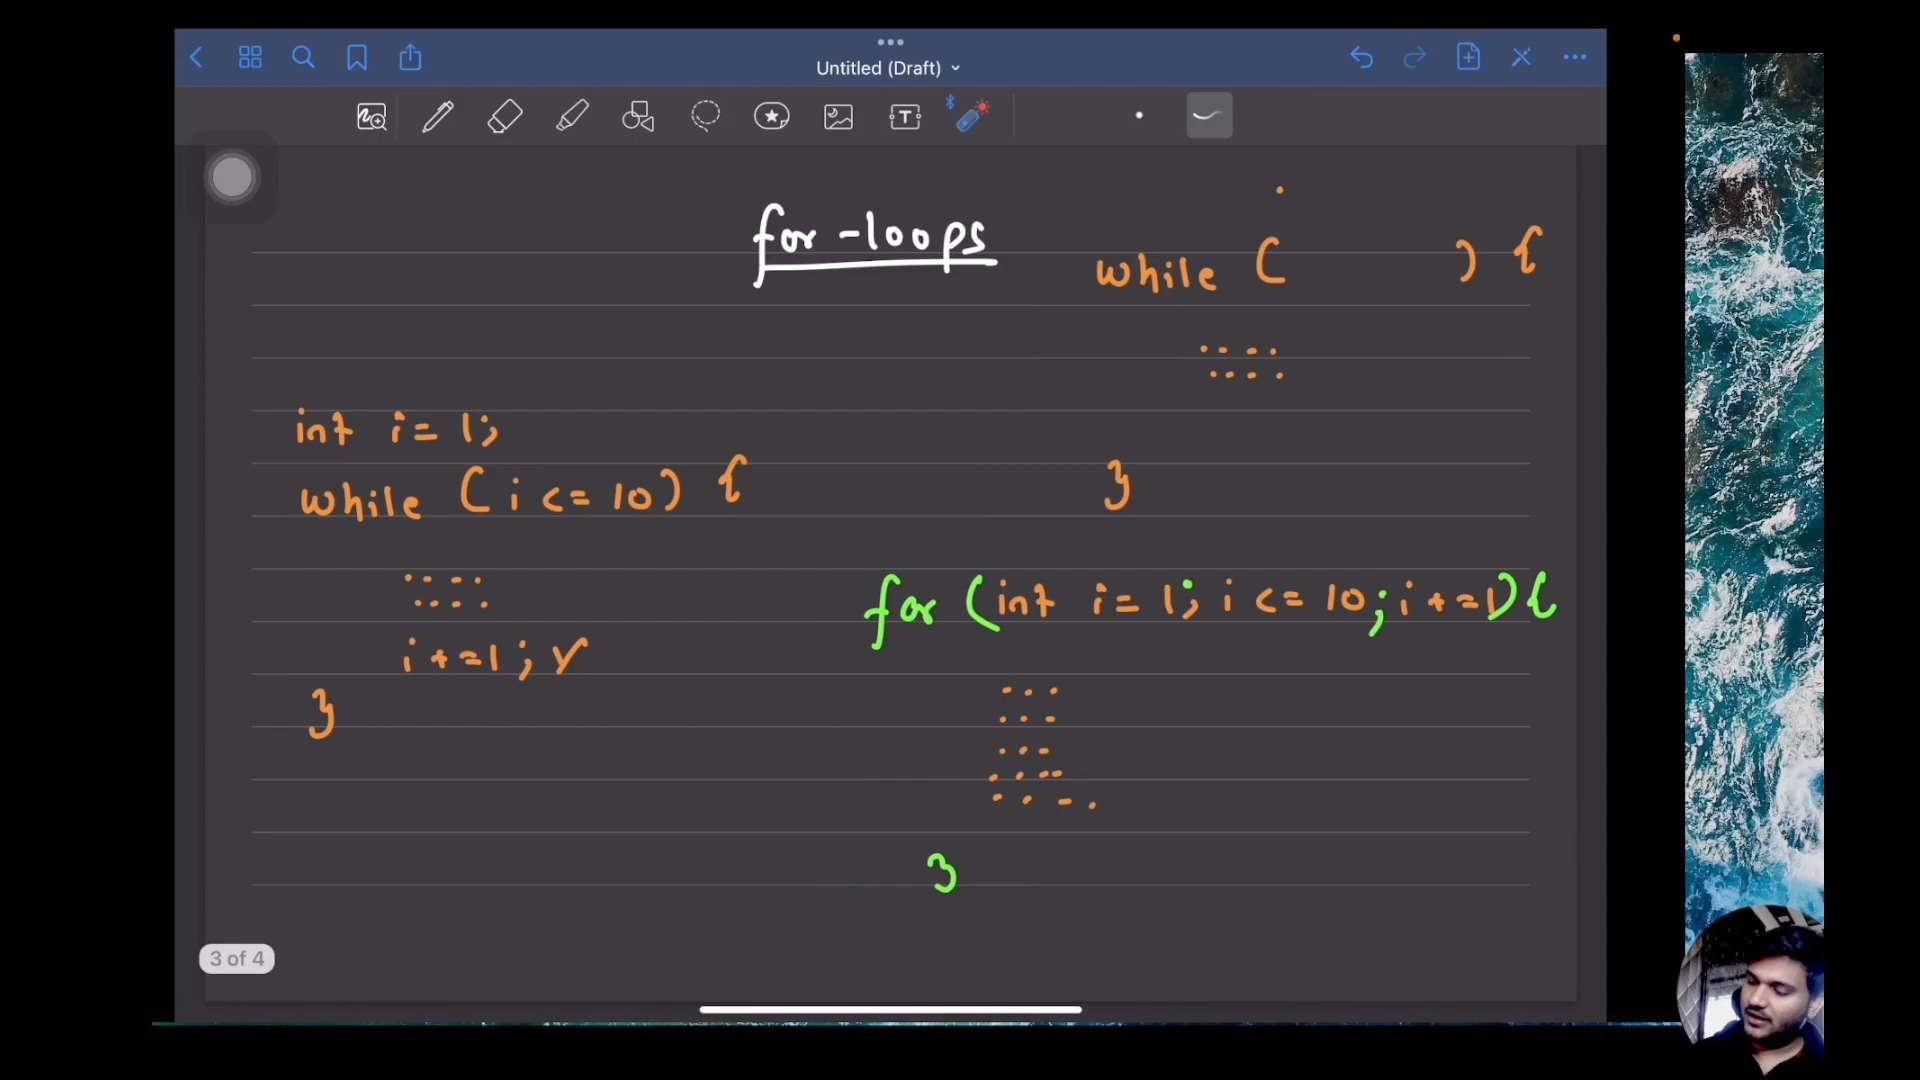 Untitled (Draft)
T
for-loops
while ( ) {
}
int i = 1;
while ( i <= 10 ) {
i += 1 ;
}
for (int i = 1; i <= 10; i += 1) {
}
3 of 4